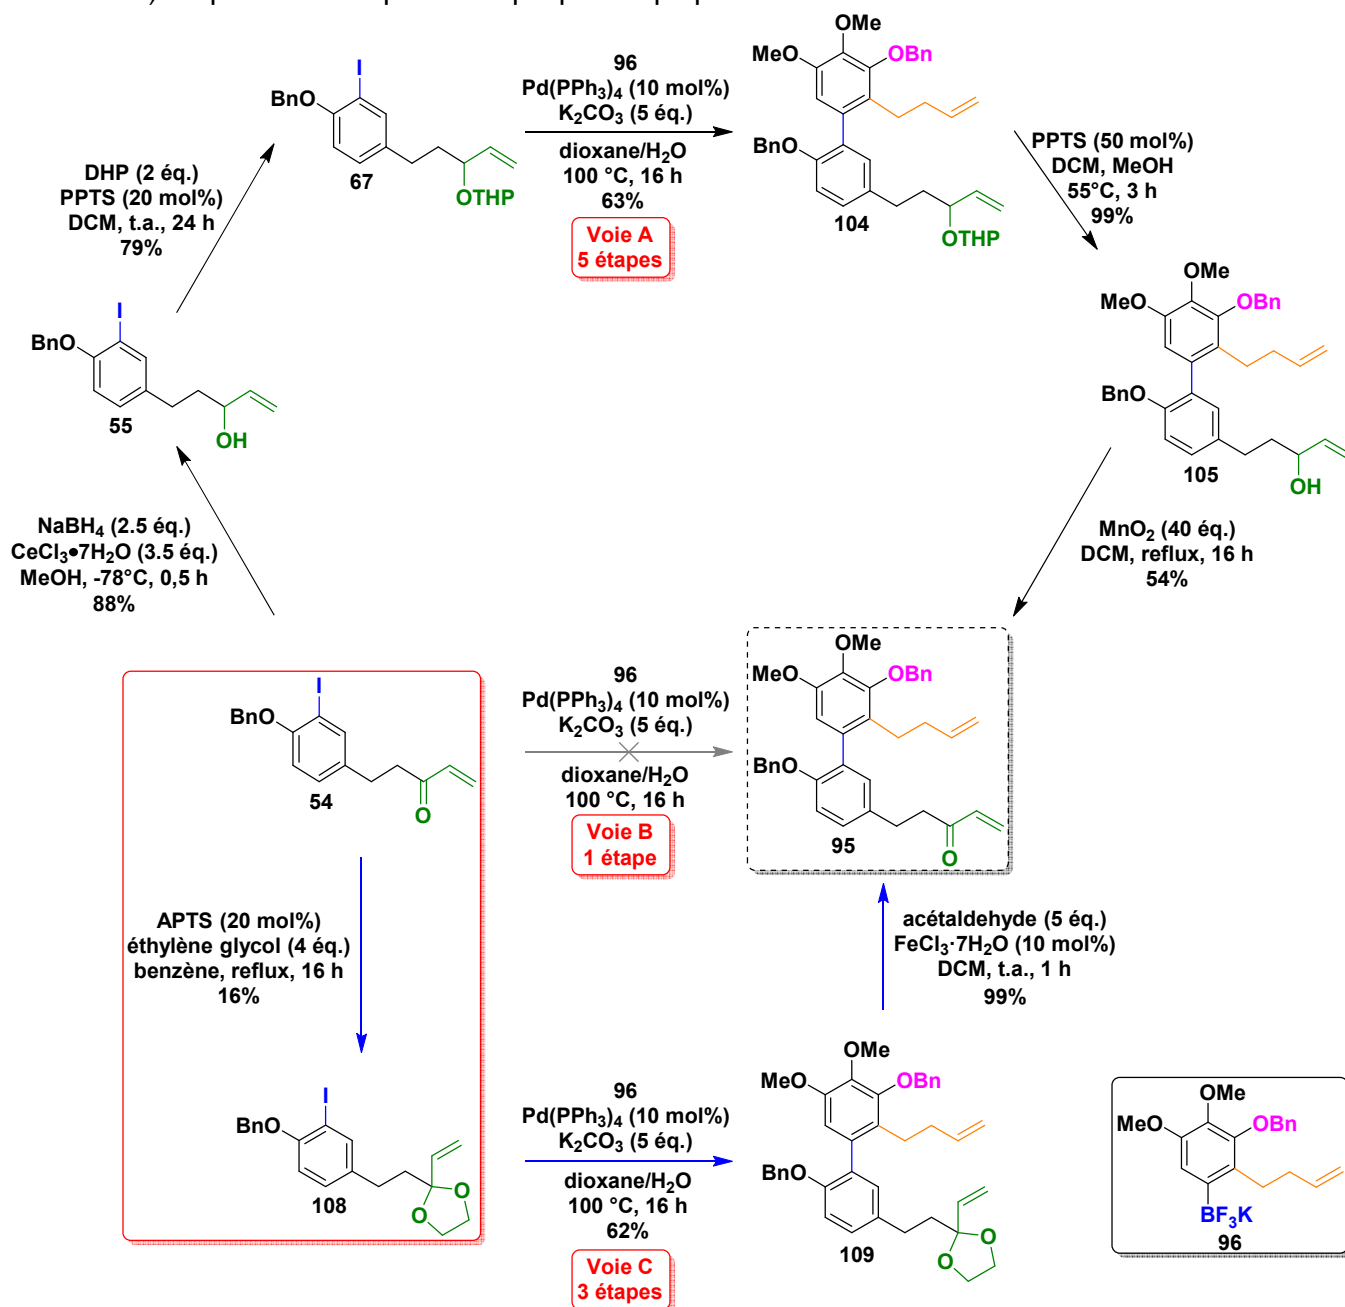 OMe
MeO
OBn
I
BnO
67
OTHP
96
Pd(PPh3)4 (10 mol%)
K2CO3 (5 éq.)
dioxane/H2O
100 °C, 16 h
63%
Voie A
5 étapes
BnO
104
OTHP
DHP (2 éq.)
PPTS (20 mol%)
DCM, t.a., 24 h
79%
PPTS (50 mol%)
DCM, MeOH
55°C, 3 h
99%
I
BnO
55
OH
OMe
MeO
OBn
BnO
105
OH
NaBH4 (2.5 éq.)
CeCl3•7H2O (3.5 éq.)
MeOH, -78°C, 0,5 h
88%
MnO2 (40 éq.)
DCM, reflux, 16 h
54%
I
BnO
54
O
96
Pd(PPh3)4 (10 mol%)
K2CO3 (5 éq.)
dioxane/H2O
100 °C, 16 h
Voie B
1 étape
OMe
MeO
OBn
BnO
95
O
APTS (20 mol%)
éthylène glycol (4 éq.)
benzène, reflux, 16 h
16%
acétaldehyde (5 éq.)
FeCl3·7H2O (10 mol%)
DCM, t.a., 1 h
99%
I
BnO
108
O
O
96
Pd(PPh3)4 (10 mol%)
K2CO3 (5 éq.)
dioxane/H2O
100 °C, 16 h
62%
Voie C
3 étapes
OMe
MeO
OBn
BnO
109
O
O
OMe
MeO
OBn
BF3K
96